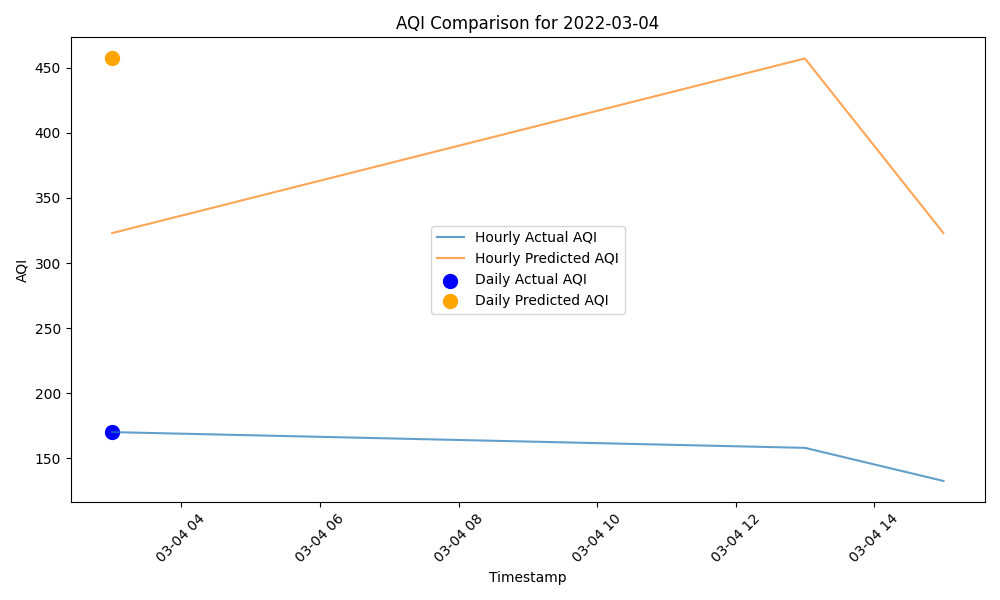 AQI Comparison for 2022-03-04
AQI
450
400
350
300
250
200
150
Hourly Actual AQI
Hourly Predicted AQI
Daily Actual AQI
Daily Predicted AQI
03-04 04
03-04 06
03-04 08
03-04 10
03-04 12
03-04 14
Timestamp